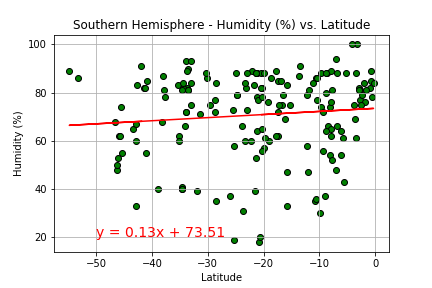 Southern Hemisphere - Humidity (%) vs. Latitude
100
80
60
40
20
Humidity (%)
y = 0.13x + 73.51
−50
−40
−30
−20
−10
0
Latitude